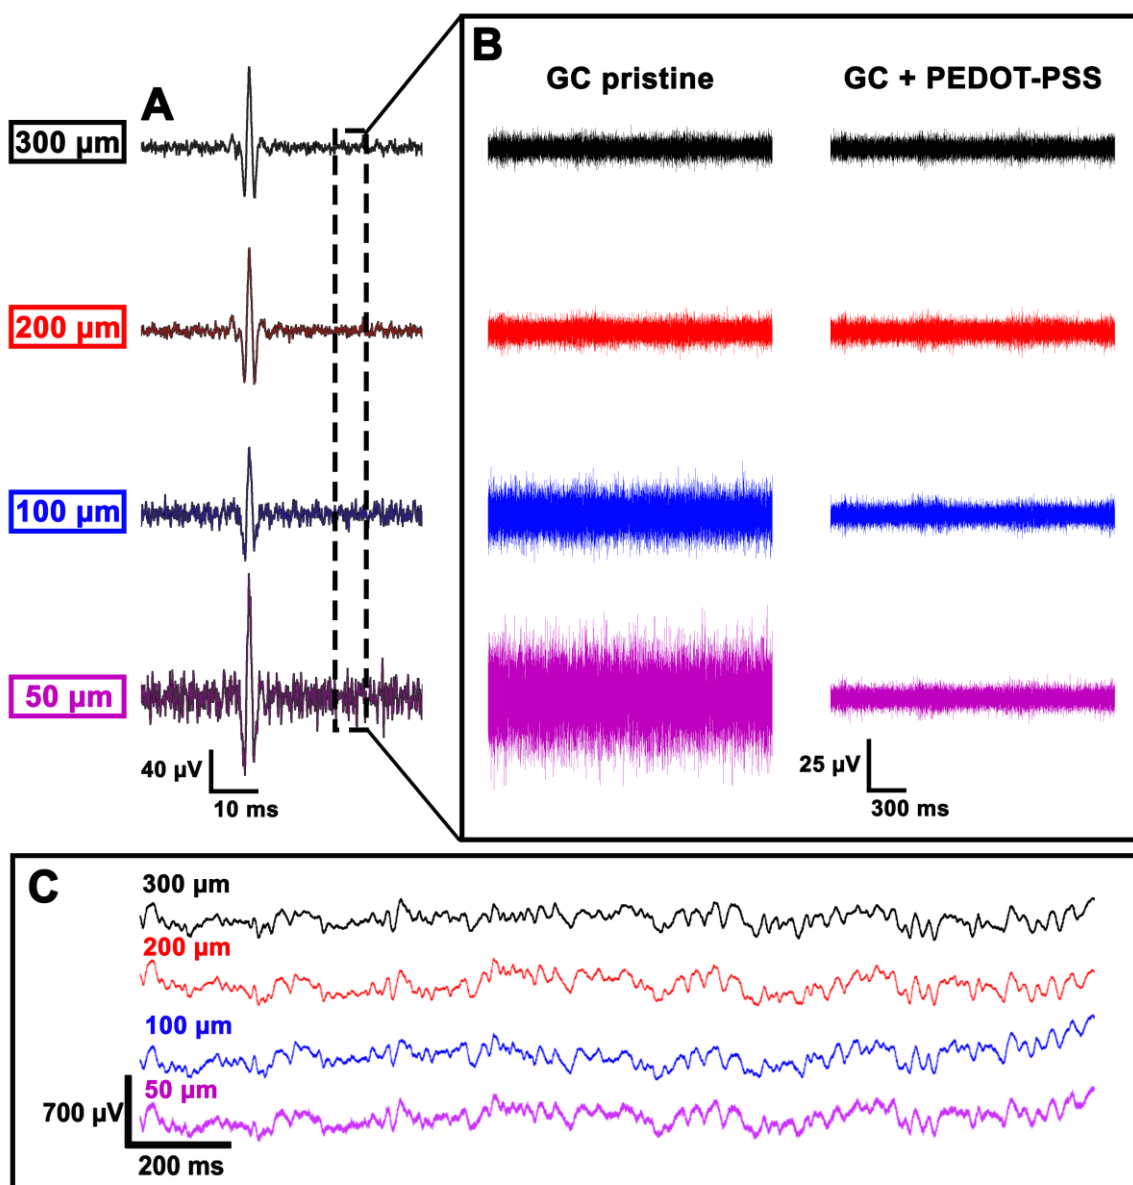 A
300 µm
200 µm
100 µm
50 µm
40 µV
10 ms
B
GC pristine
GC + PEDOT-PSS
25 µV
300 ms
C
300 µm
200 µm
100 µm
50 µm
700 µV
200 ms